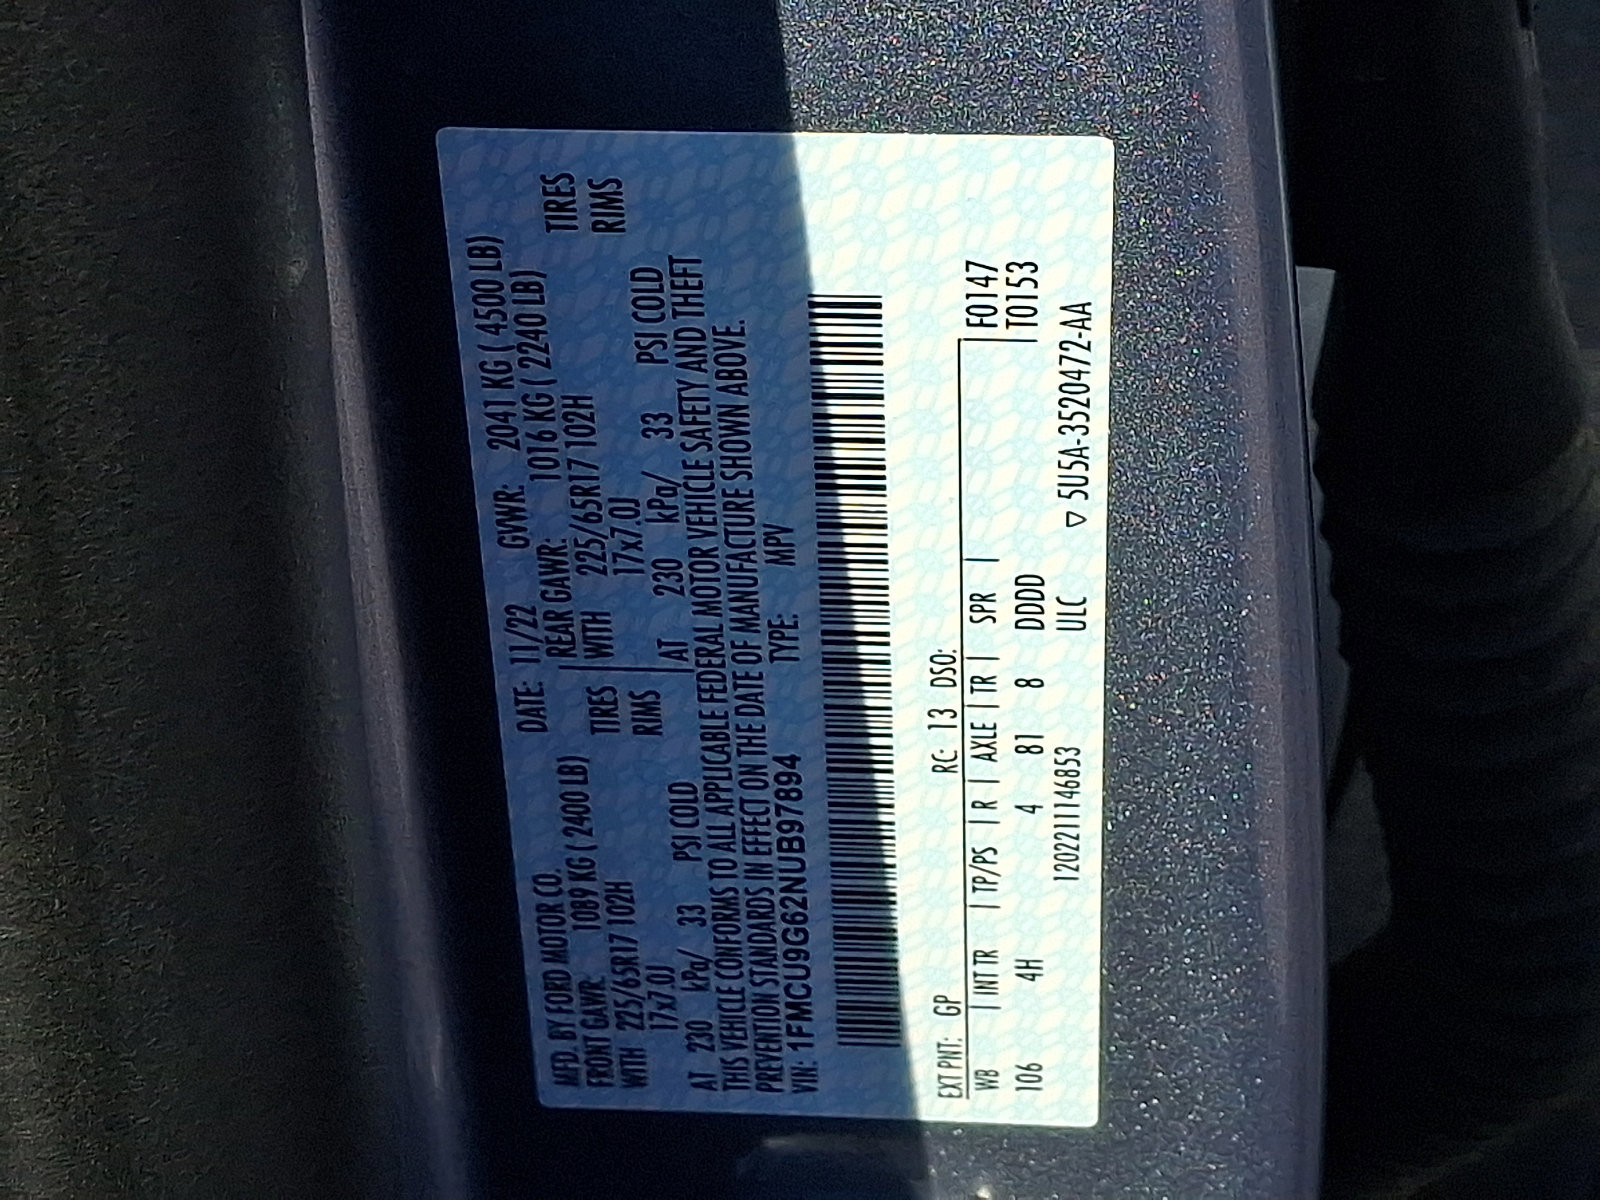 MFD. BY FORD MOTOR CO. DATE: 11/22 GVWR: 2041 KG ( 4500 LB)
FRONT GAWR: 1089 KG ( 2400 LB) REAR GAWR: 1016 KG ( 2240 LB)
WITH 225/65R17 102H TIRES WITH 225/65R17 102H TIRES
17x7.0J RIMS 17x7.0J RIMS
AT 230 kPa/ 33 PSI COLD AT 230 kPa/ 33 PSI COLD
THIS VEHICLE CONFORMS TO ALL APPLICABLE FEDERAL MOTOR VEHICLE SAFETY AND THEFT
PREVENTION STANDARDS IN EFFECT ON THE DATE OF MANUFACTURE SHOWN ABOVE.
VIN: 1FMCU9G62NUB97894 TYPE: MPV
EXT PNT: GP RC: 13 DSO:
WB | INT TR | TP/PS | R | AXLE | TR | SPR | F0147
106 4H 4 81 8 DDDD T0153
120221146853 ULC ▽ 5U5A-3520472-AA